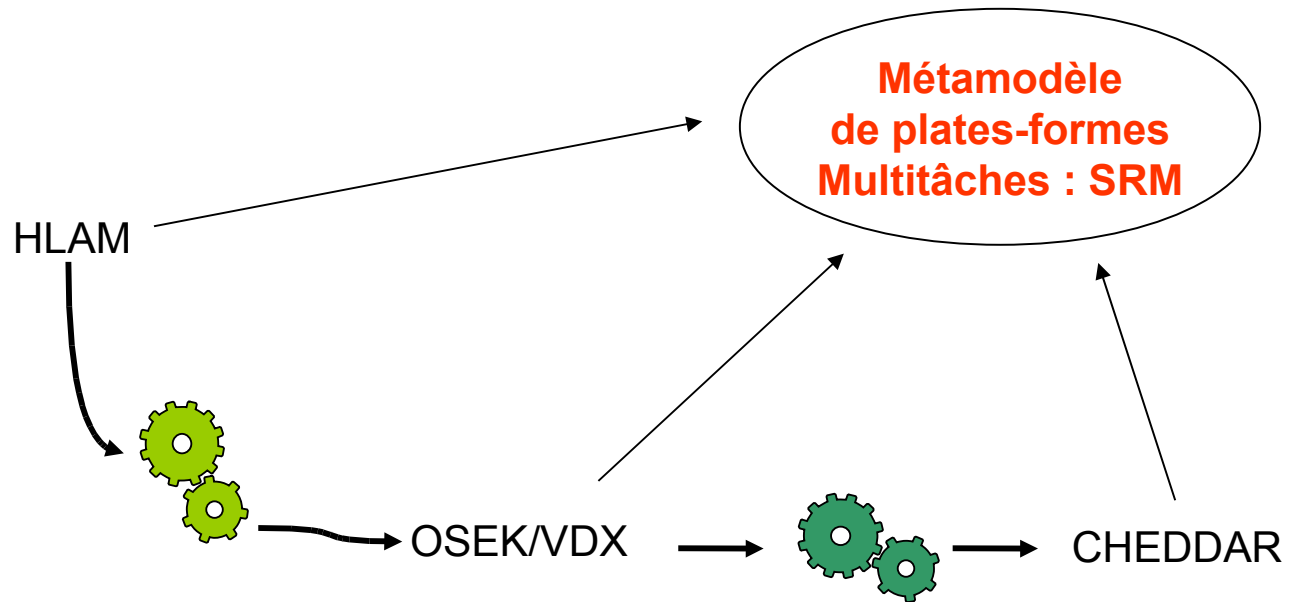 Métamodèle
de plates-formes
Multitâches : SRM
HLAM
OSEK/VDX
CHEDDAR